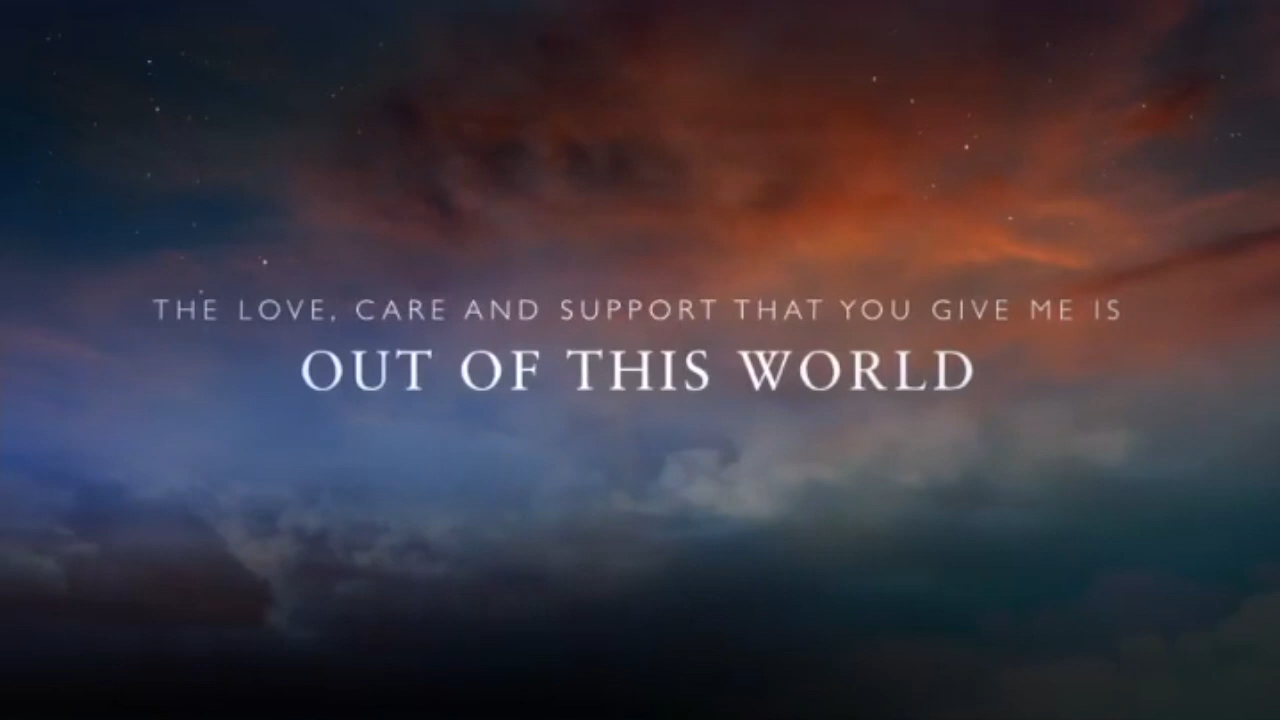 THE LOVE, CARE AND SUPPORT THAT YOU GIVE ME IS
OUT OF THIS WORLD